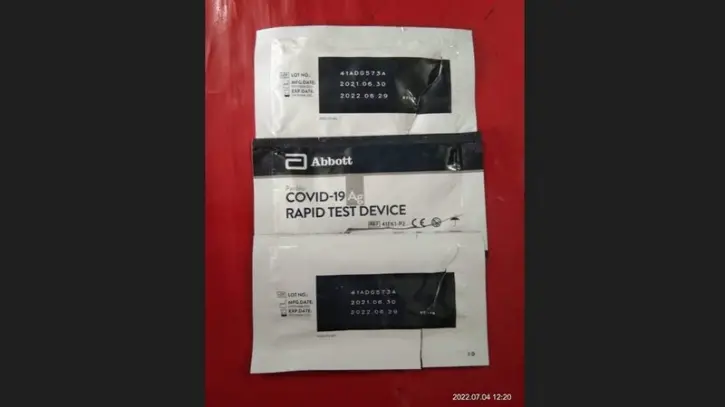 LOT NO.:
MFG.DATE:
EXP.DATE:
41ADG573A
2021.06.30
2022.06.29
Abbott
Panbio
COVID-19 Ag
RAPID TEST DEVICE
REF
LOT NO.:
MFG.DATE:
EXP.DATE:
41ADG573A
2021.06.30
2022.06.29
2022.07.04 12:20